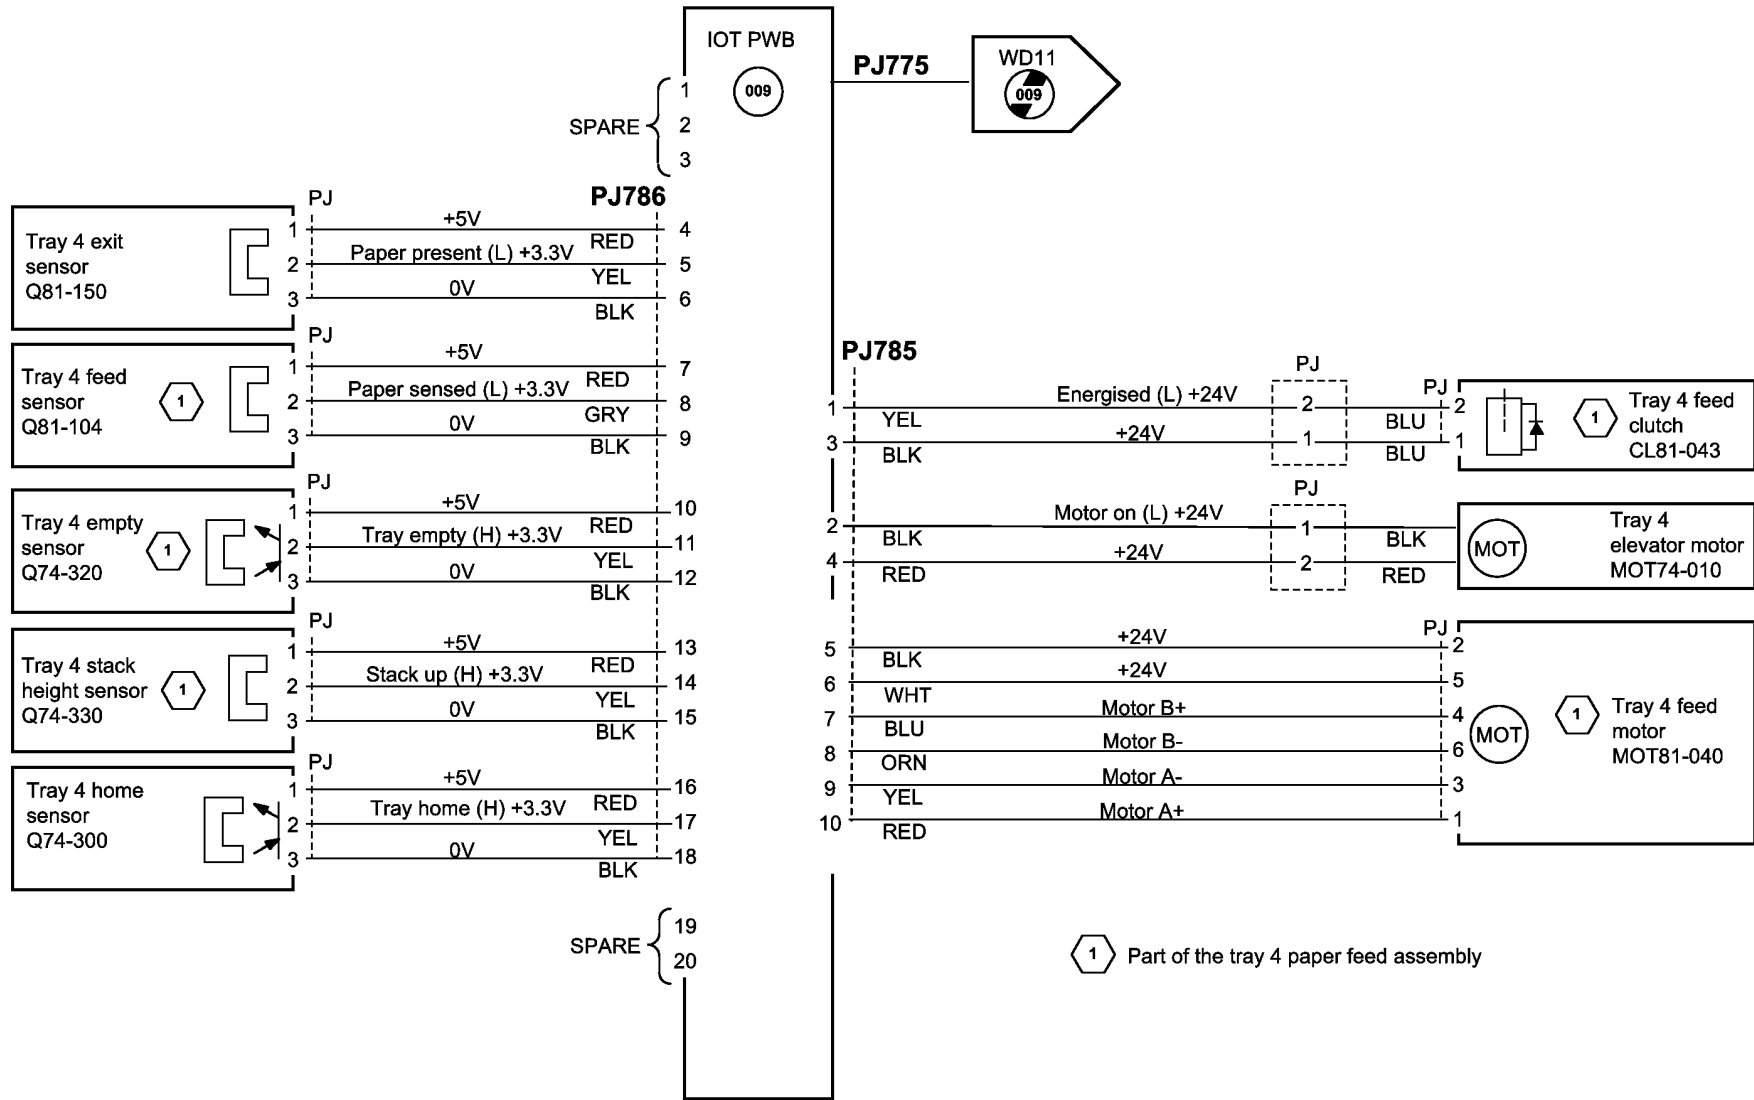 IOT PWB
009
PJ775
WD11
009
SPARE
1
2
3
PJ786
PJ
Tray 4 exit
sensor
Q81-150
1 +5V RED 4
2 Paper present (L) +3.3V YEL 5
3 0V BLK 6
PJ
Tray 4 feed
sensor
Q81-104
1
1 +5V RED 7
2 Paper sensed (L) +3.3V GRY 8
3 0V BLK 9
PJ
Tray 4 empty
sensor
Q74-320
1
1 +5V RED 10
2 Tray empty (H) +3.3V YEL 11
3 0V BLK 12
PJ
Tray 4 stack
height sensor
Q74-330
1
1 +5V RED 13
2 Stack up (H) +3.3V YEL 14
3 0V BLK 15
PJ
Tray 4 home
sensor
Q74-300
1 +5V RED 16
2 Tray home (H) +3.3V YEL 17
3 0V BLK 18
SPARE
19
20
PJ785
PJ
PJ
1 YEL Energised (L) +24V 2 BLU 2
3 BLK +24V 1 BLU 1
1
Tray 4 feed
clutch
CL81-043
PJ
2 BLK Motor on (L) +24V 1 BLK
4 RED +24V 2 RED
MOT
Tray 4
elevator motor
MOT74-010
PJ
5 BLK +24V 2
6 WHT +24V 5
7 BLU Motor B+ 4
8 ORN Motor B- 6
9 YEL Motor A- 3
10 RED Motor A+ 1
MOT
1
Tray 4 feed
motor
MOT81-040
1 Part of the tray 4 paper feed assembly